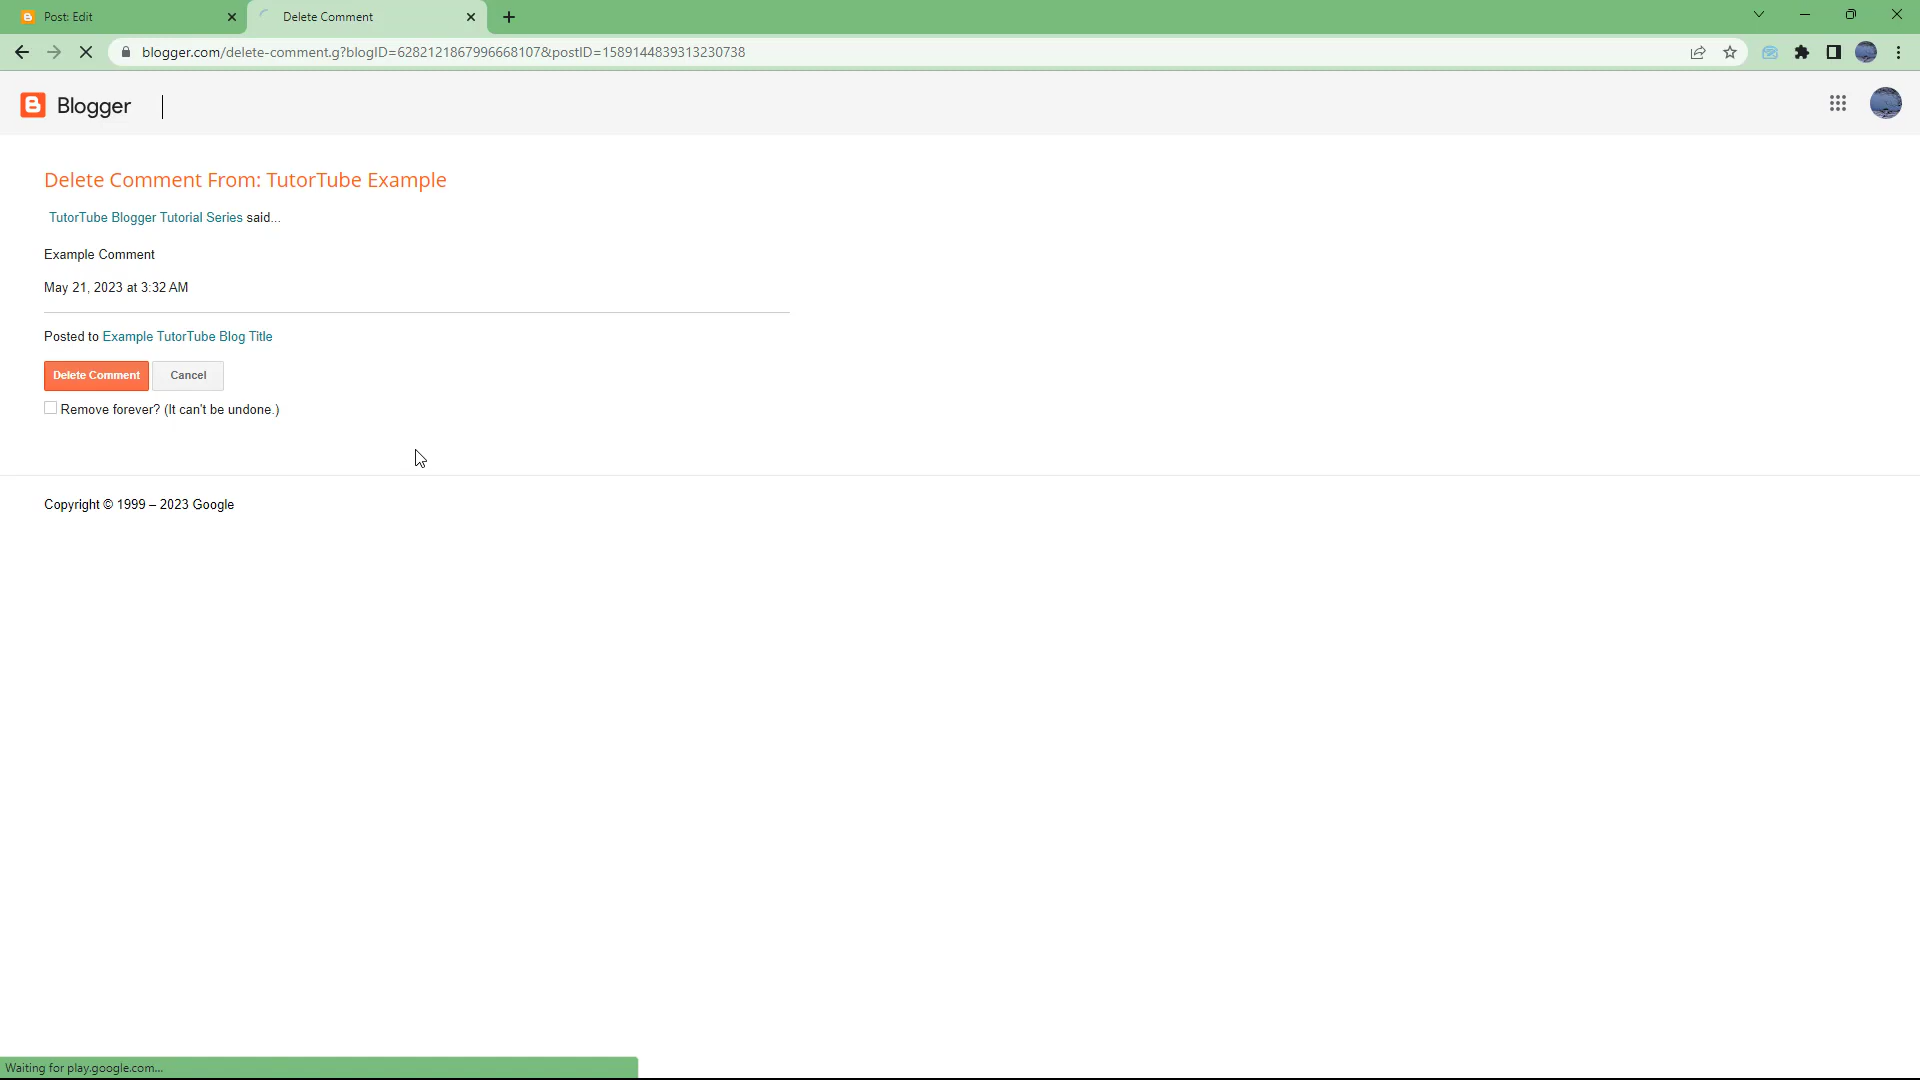 Post: Edit
Delete Comment
blogger.com/delete-comment.g?blogID=6282121867996668107&postID=1589144839313230738
Blogger
Delete Comment From: TutorTube Example
TutorTube Blogger Tutorial Series said...
Example Comment
May 21, 2023 at 3:32 AM
Posted to Example TutorTube Blog Title
Delete Comment Cancel
Remove forever? (It can't be undone.)
Copyright © 1999 – 2023 Google
Waiting for play.google.com...